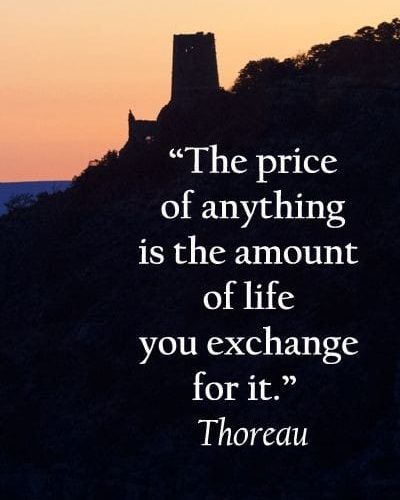 “The price
of anything
is the amount
of life
you exchange
for it.”
Thoreau